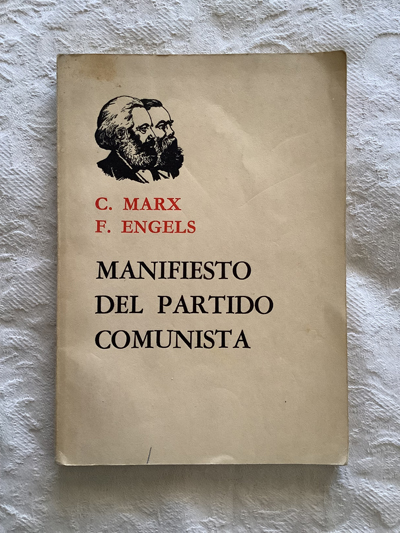 C. MARX
F. ENGELS
MANIFIESTO
DEL PARTIDO
COMUNISTA